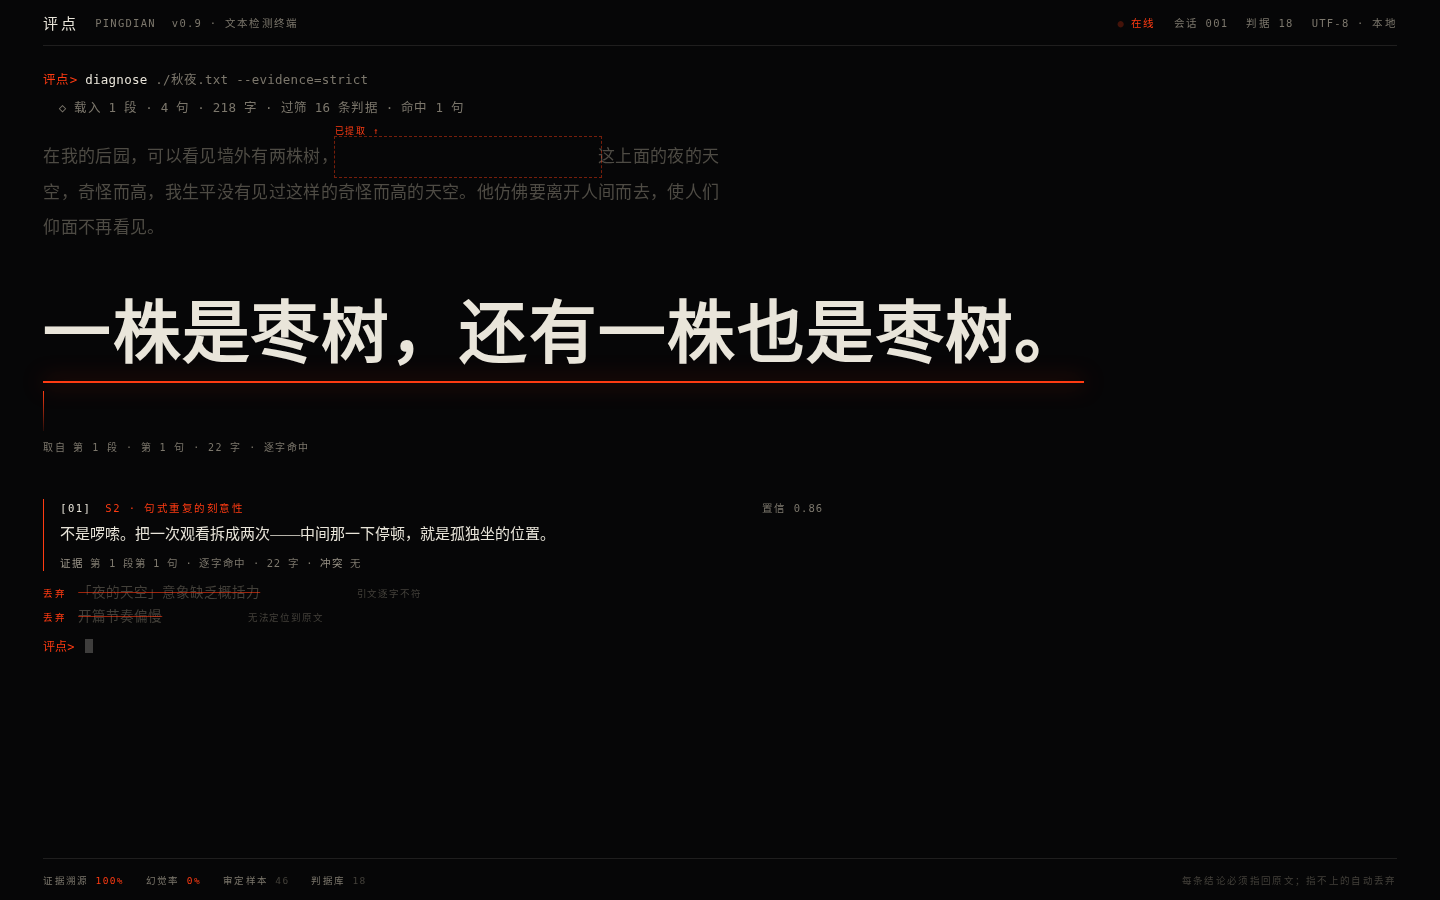 评点 PINGDIAN v0.9 · 文本检测终端 在线 会话 001 判据 18 UTF-8 · 本地
评点> diagnose ./秋夜.txt --evidence=strict
◇ 载入 1 段 · 4 句 · 218 字 · 过筛 16 条判据 · 命中 1 句
已提取 ↑
在我的后园，可以看见墙外有两株树， 这上面的夜的天
空，奇怪而高，我生平没有见过这样的奇怪而高的天空。他仿佛要离开人间而去，使人们
仰面不再看见。
一株是枣树，还有一株也是枣树。
取自 第 1 段 · 第 1 句 · 22 字 · 逐字命中
[01] S2 · 句式重复的刻意性 置信 0.86
不是啰嗦。把一次观看拆成两次——中间那一下停顿，就是孤独坐的位置。
证据 第 1 段第 1 句 · 逐字命中 · 22 字 · 冲突 无
丢弃 「夜的天空」意象缺乏概括力 引文逐字不符
丢弃 开篇节奏偏慢 无法定位到原文
评点>
证据溯源 100% 幻觉率 0% 审定样本 46 判据库 18 每条结论必须指回原文；指不上的自动丢弃